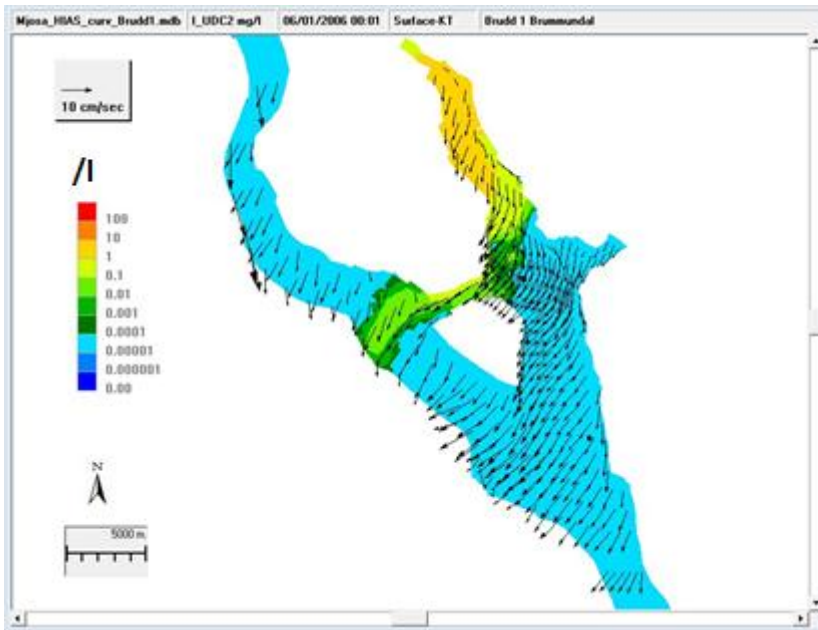 Mjosa_HIAS_curv_Brudd1.mdb I_UDC2 mg/l 06/01/2006 00:01 Surface-KT Brudd 1 Brummundal
10 cm/sec
/l
100
10
1
0.1
0.01
0.001
0.0001
0.00001
0.000001
0.00
N
5000 m.